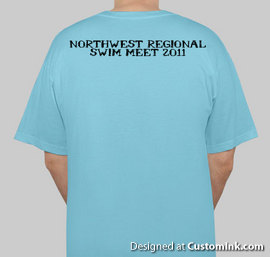 NORTHWEST REGIONAL
SWIM MEET 2011
Designed at CustomInk.com